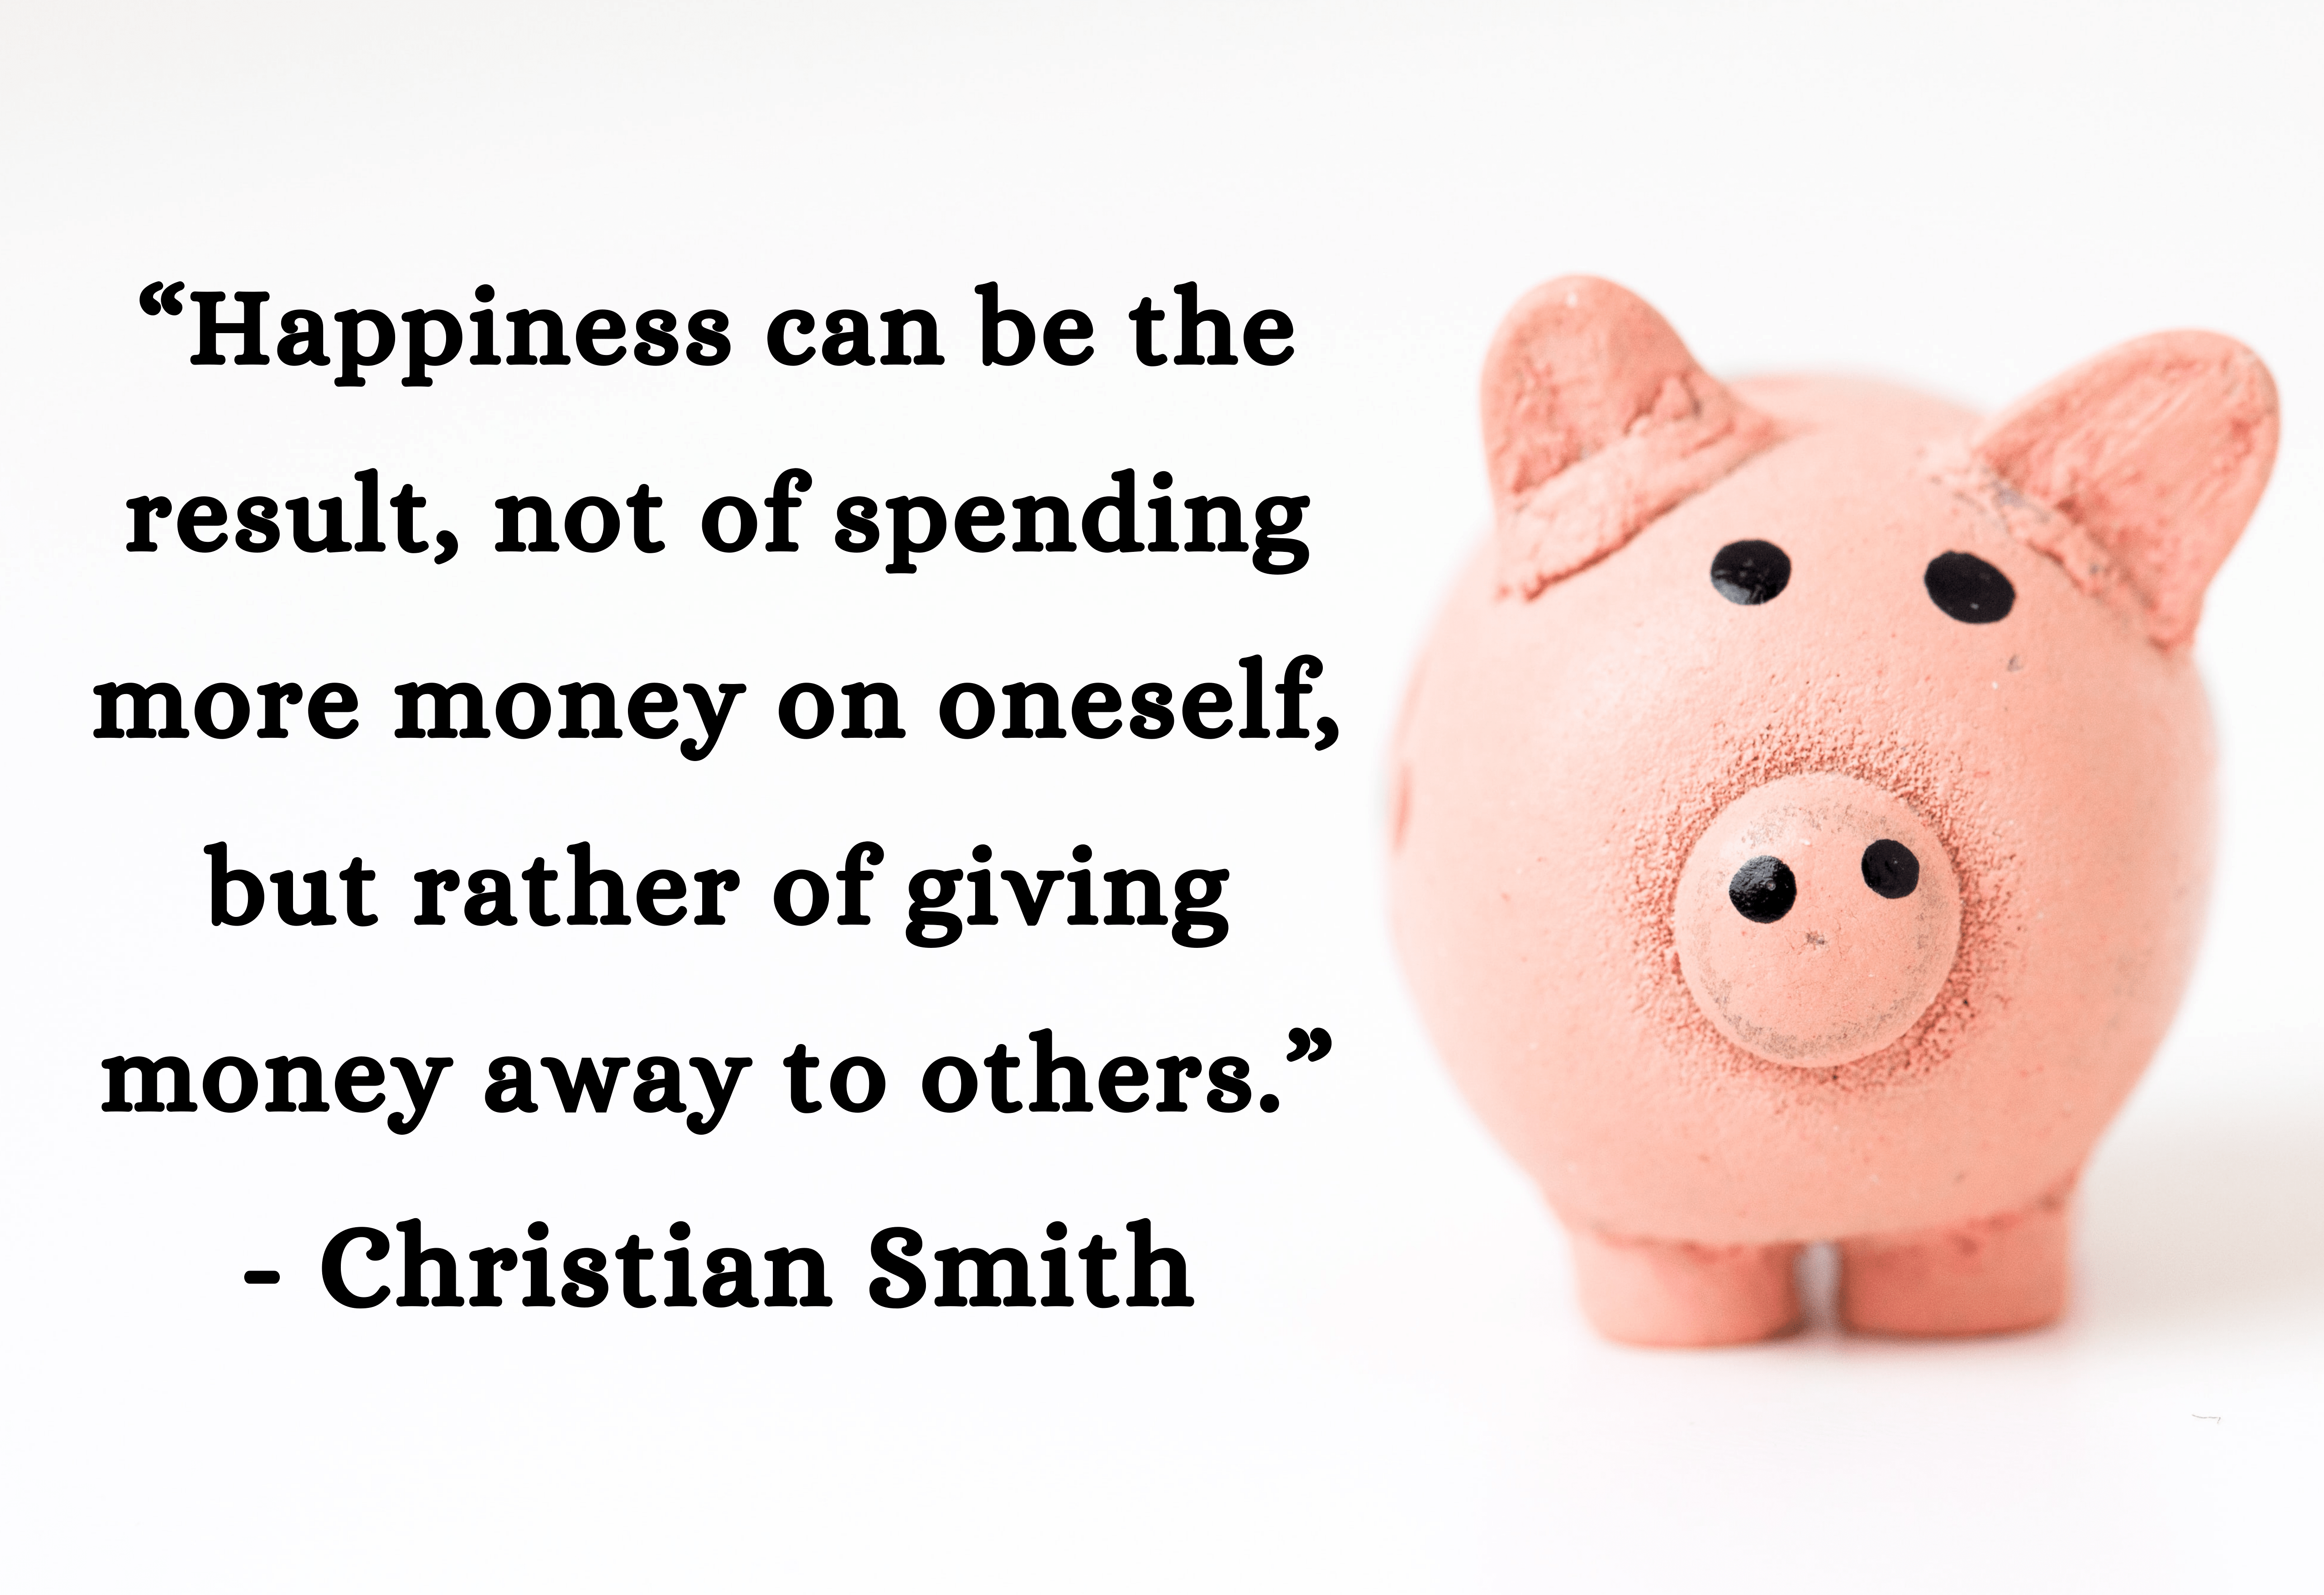 “Happiness can be the
result, not of spending
more money on oneself,
but rather of giving
money away to others.”
- Christian Smith